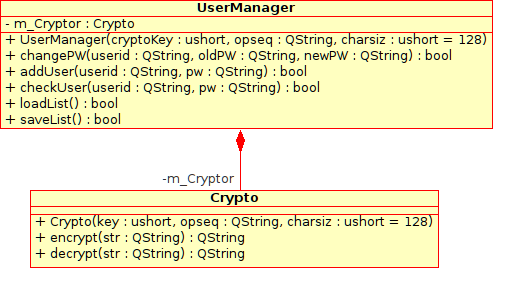 UserManager
- m_Cryptor : Crypto
+ UserManager(cryptoKey : ushort, opseq : QString, charsiz : ushort = 128)
+ changePW(userid : QString, oldPW : QString, newPW : QString) : bool
+ addUser(userid : QString, pw : QString) : bool
+ checkUser(userid : QString, pw : QString) : bool
+ loadList() : bool
+ saveList() : bool
-m_Cryptor
Crypto
+ Crypto(key : ushort, opseq : QString, charsiz : ushort = 128)
+ encrypt(str : QString) : QString
+ decrypt(str : QString) : QString